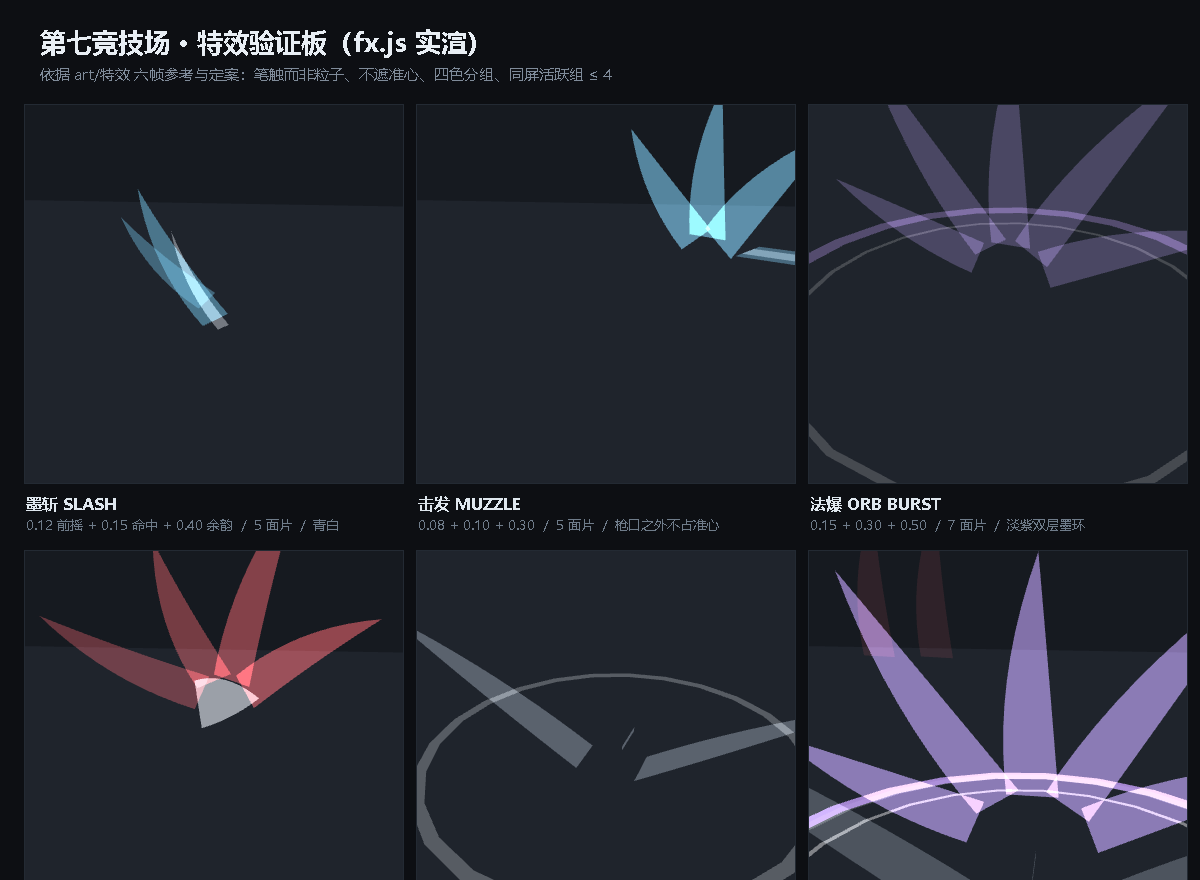 第七竞技场 · 特效验证板（fx.js 实渲）
依据 art/特效 六帧参考与定案：笔触而非粒子、不遮准心、四色分组、同屏活跃组 ≤ 4
墨斩 SLASH
0.12 前摇 + 0.15 命中 + 0.40 余韵 / 5 面片 / 青白
击发 MUZZLE
0.08 + 0.10 + 0.30 / 5 面片 / 枪口之外不占准心
法爆 ORB BURST
0.15 + 0.30 + 0.50 / 7 面片 / 淡紫双层墨环